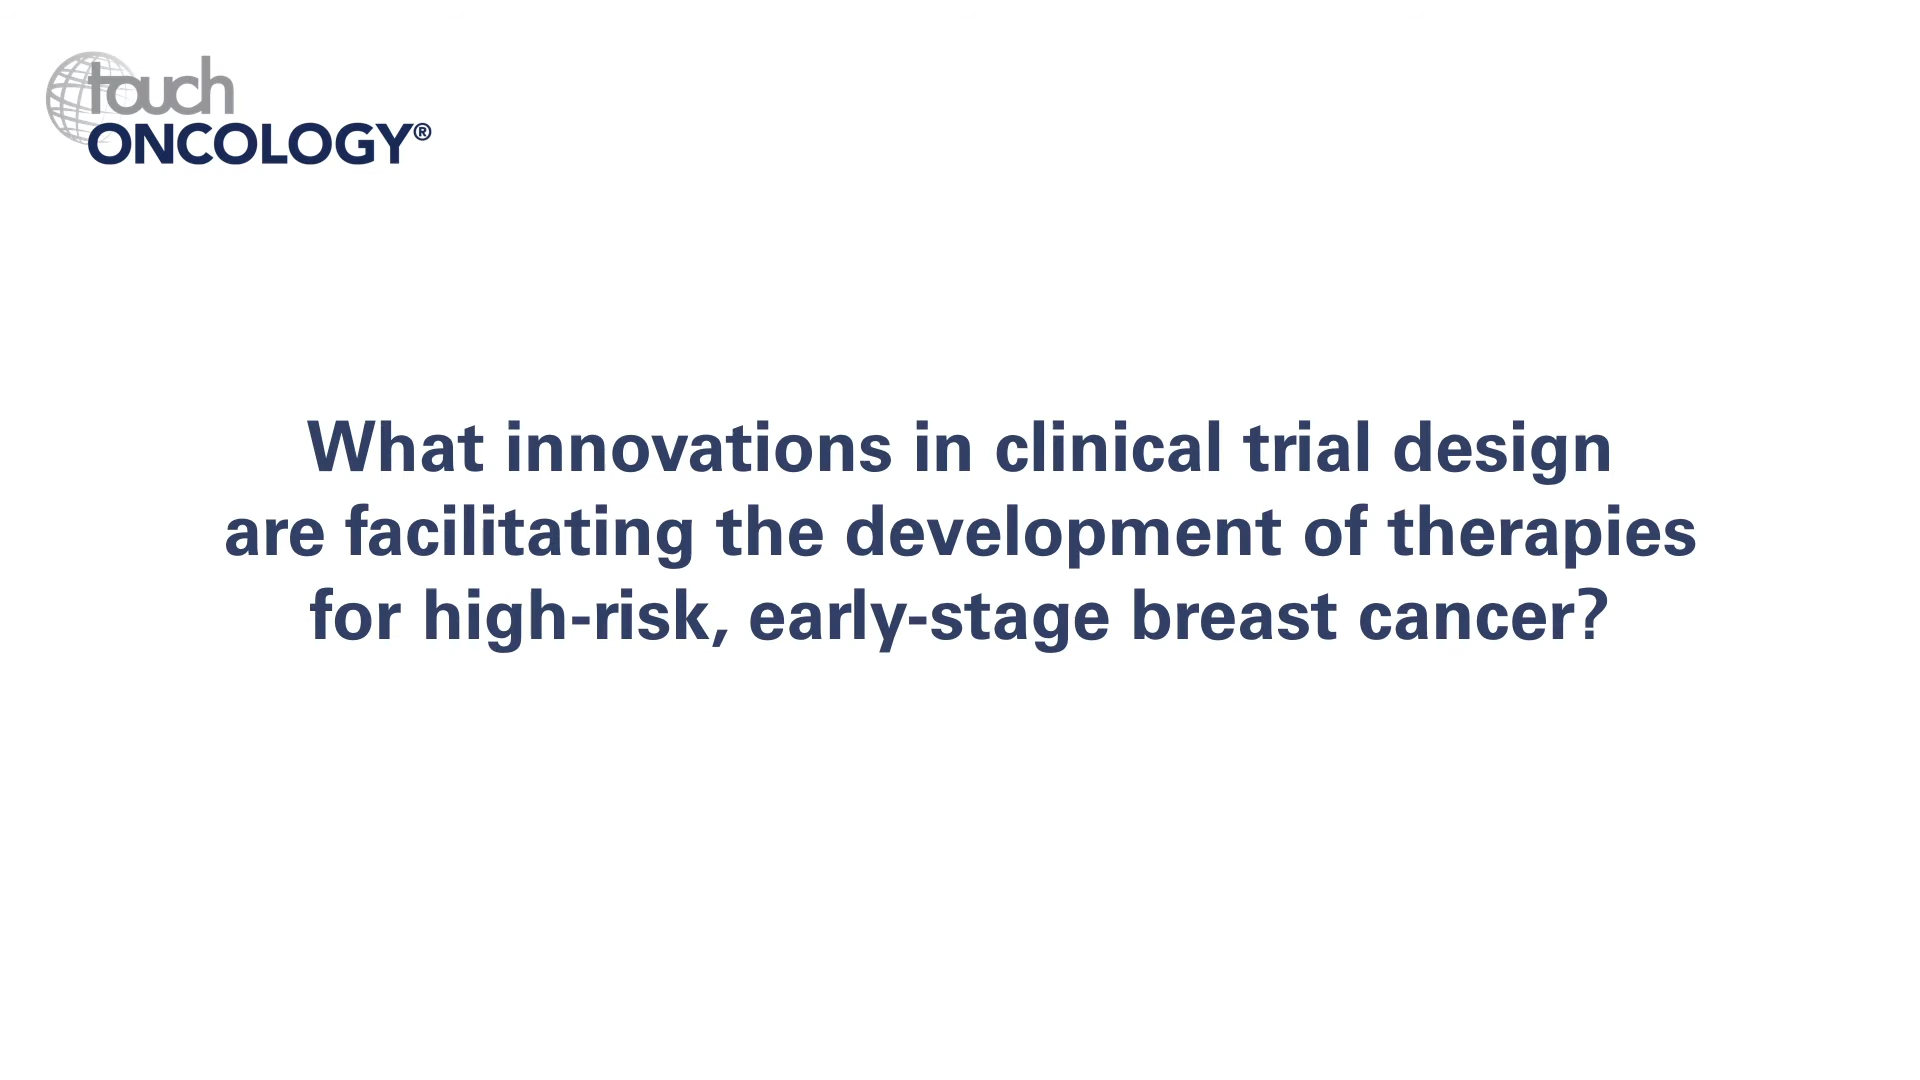 touch
ONCOLOGY®
What innovations in clinical trial design
are facilitating the development of therapies
for high-risk, early-stage breast cancer?